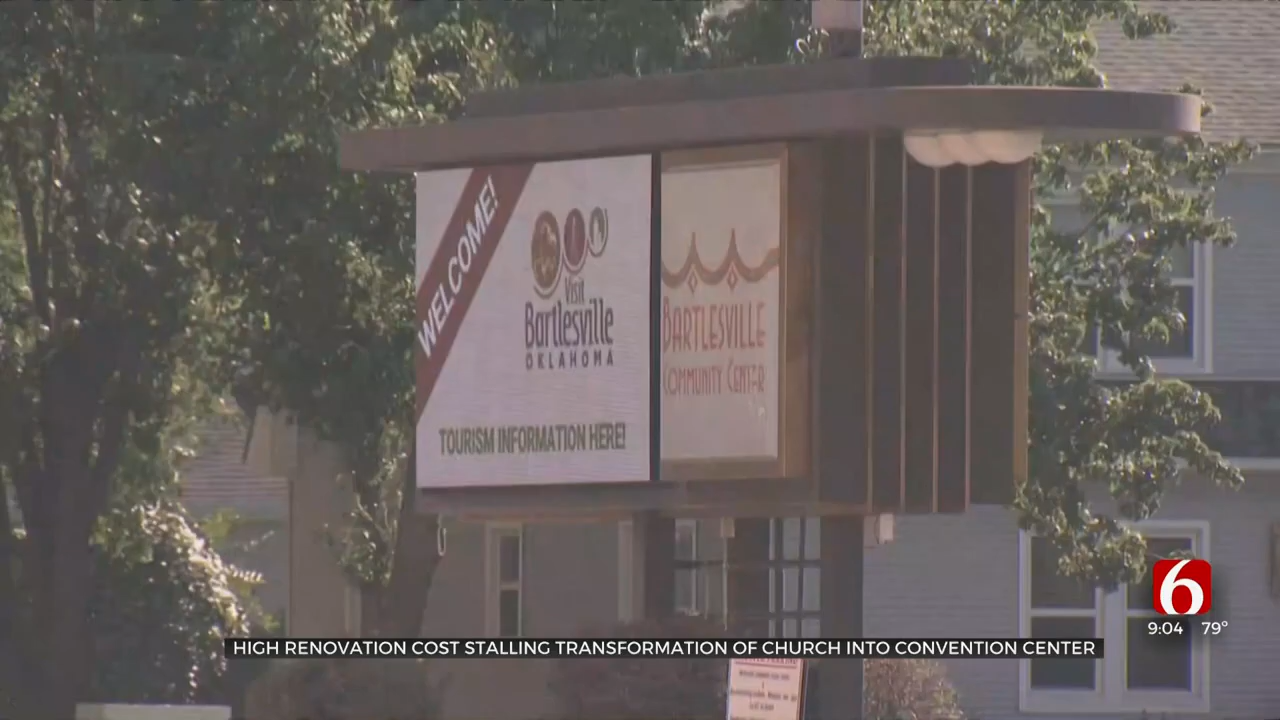 WELCOME!
Visit
Bartlesville
OKLAHOMA
TOURISM INFORMATION HERE!
BARTLESVILLE
COMMUNITY CENTER
6
9:04 79°
HIGH RENOVATION COST STALLING TRANSFORMATION OF CHURCH INTO CONVENTION CENTER